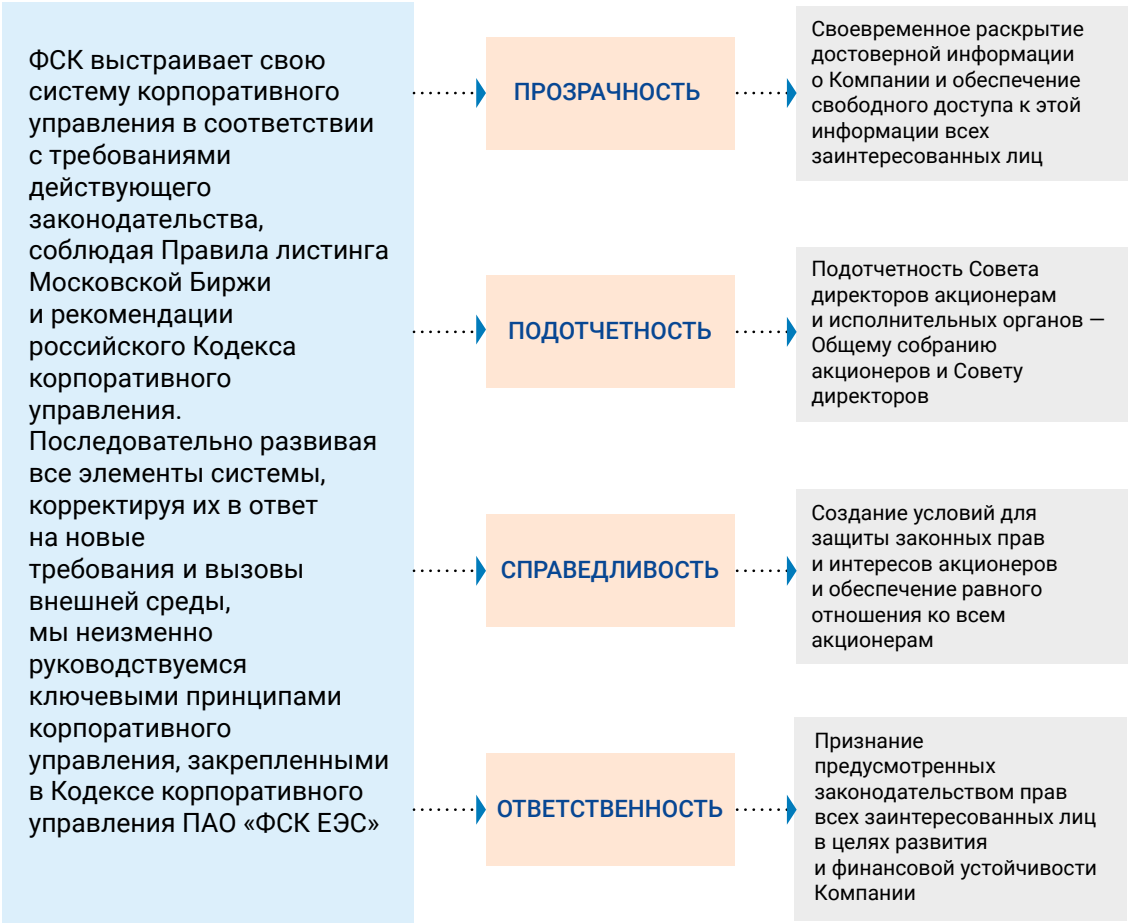 ФСК выстраивает свою
систему корпоративного
управления в соответствии
с требованиями
действующего
законодательства,
соблюдая Правила листинга
Московской Биржи
и рекомендации
российского Кодекса
корпоративного
управления.
Последовательно развивая
все элементы системы,
корректируя их в ответ
на новые
требования и вызовы
внешней среды,
мы неизменно
руководствуемся
ключевыми принципами
корпоративного
управления, закрепленными
в Кодексе корпоративного
управления ПАО «ФСК ЕЭС»
ПРОЗРАЧНОСТЬ
Своевременное раскрытие
достоверной информации
о Компании и обеспечение
свободного доступа к этой
информации всех
заинтересованных лиц
ПОДОТЧЕТНОСТЬ
Подотчетность Совета
директоров акционерам
и исполнительных органов —
Общему собранию
акционеров и Совету
директоров
СПРАВЕДЛИВОСТЬ
Создание условий для
защиты законных прав
и интересов акционеров
и обеспечение равного
отношения ко всем
акционерам
ОТВЕТСТВЕННОСТЬ
Признание
предусмотренных
законодательством прав
всех заинтересованных лиц
в целях развития
и финансовой устойчивости
Компании